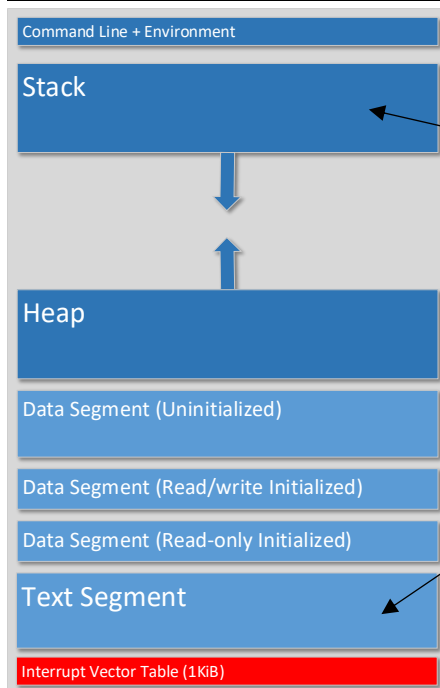 Command Line + Environment
Stack
Heap
Data Segment (Uninitialized)
Data Segment (Read/write Initialized)
Data Segment (Read-only Initialized)
Text Segment
Interrupt Vector Table (1KiB)